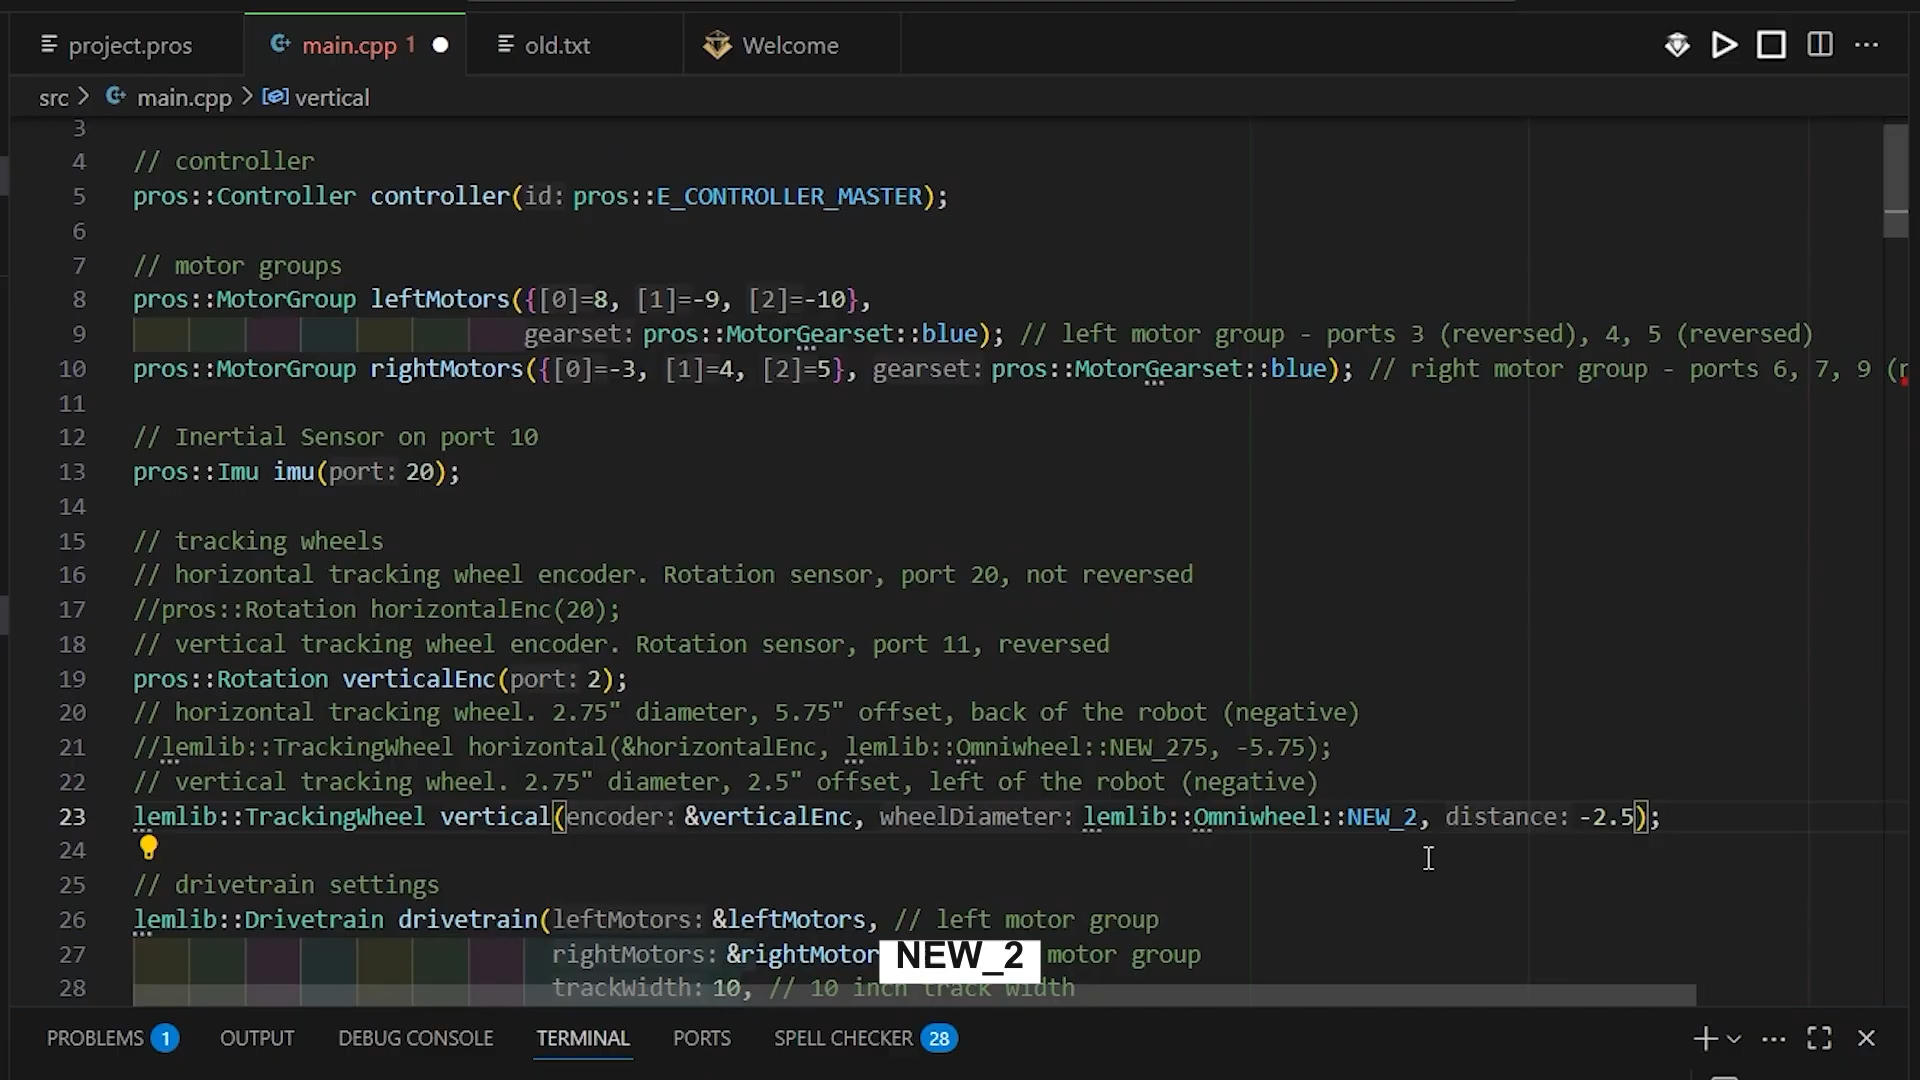 project.pros main.cpp 1 old.txt Welcome
src > main.cpp > vertical
3
4 // controller
5 pros::Controller controller(id: pros::E_CONTROLLER_MASTER);
6
7 // motor groups
8 pros::MotorGroup leftMotors({[0]=8, [1]=-9, [2]=-10},
9 gearset: pros::MotorGearset::blue); // left motor group - ports 3 (reversed), 4, 5 (reversed)
10 pros::MotorGroup rightMotors({[0]=-3, [1]=4, [2]=5}, gearset: pros::MotorGearset::blue); // right motor group - ports 6, 7, 9 (r
11
12 // Inertial Sensor on port 10
13 pros::Imu imu(port: 20);
14
15 // tracking wheels
16 // horizontal tracking wheel encoder. Rotation sensor, port 20, not reversed
17 //pros::Rotation horizontalEnc(20);
18 // vertical tracking wheel encoder. Rotation sensor, port 11, reversed
19 pros::Rotation verticalEnc(port: 2);
20 // horizontal tracking wheel. 2.75" diameter, 5.75" offset, back of the robot (negative)
21 //lemlib::TrackingWheel horizontal(&horizontalEnc, lemlib::Omniwheel::NEW_275, -5.75);
22 // vertical tracking wheel. 2.75" diameter, 2.5" offset, left of the robot (negative)
23 lemlib::TrackingWheel vertical(encoder: &verticalEnc, wheelDiameter: lemlib::Omniwheel::NEW_2, distance: -2.5);
24
25 // drivetrain settings
26 lemlib::Drivetrain drivetrain(leftMotors: &leftMotors, // left motor group
27 rightMotors: &rightMotor motor group
NEW_2
28 trackWidth: 10, // 10 inch track width
PROBLEMS 1 OUTPUT DEBUG CONSOLE TERMINAL PORTS SPELL CHECKER 28